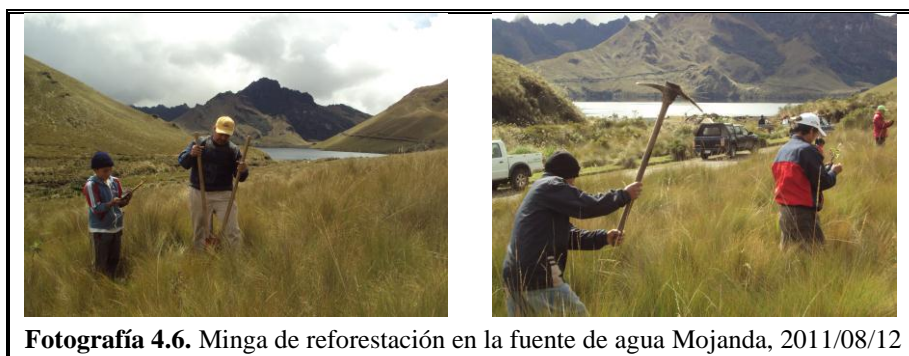 Fotografía 4.6. Minga de reforestación en la fuente de agua Mojanda, 2011/08/12